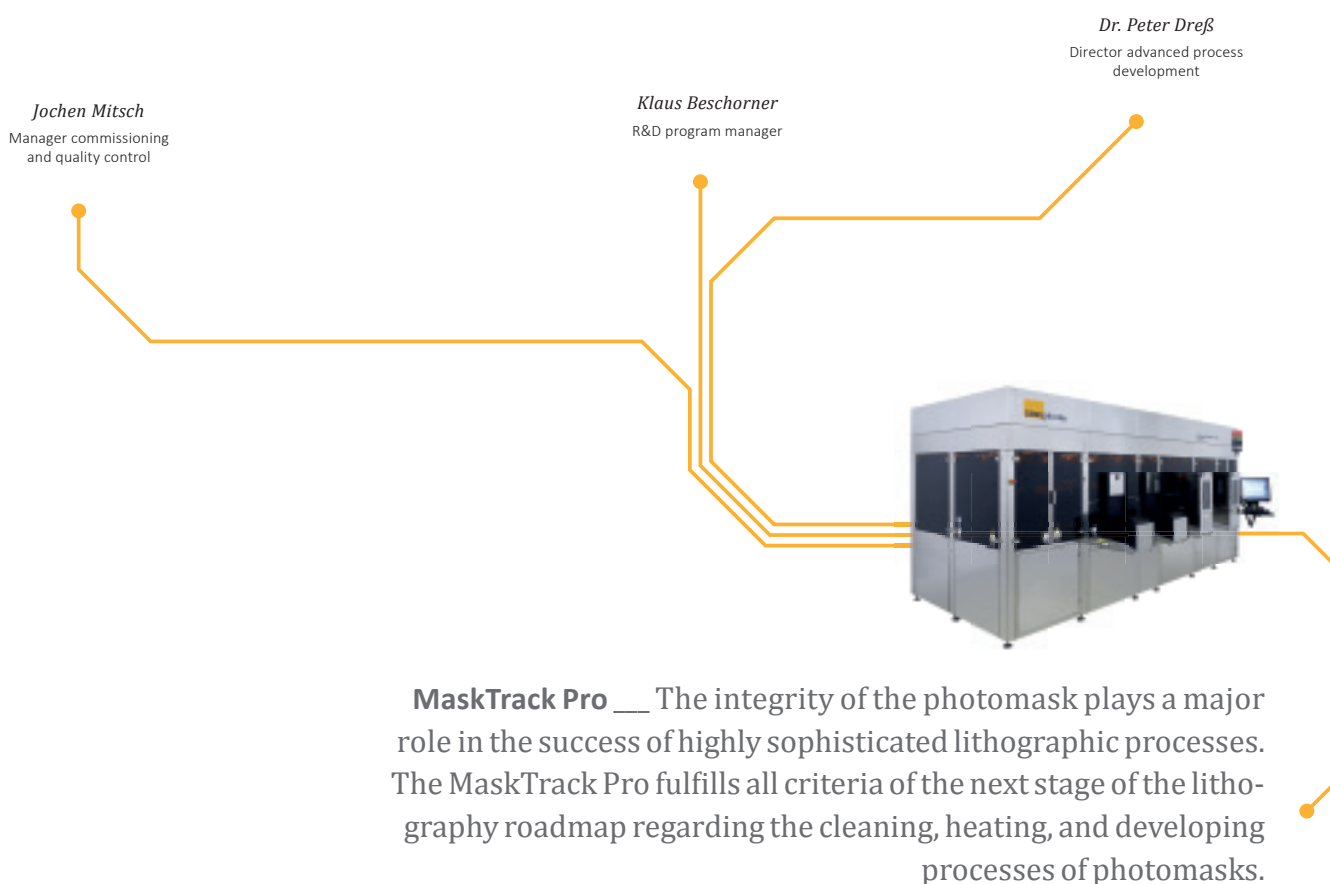 Dr. Peter Dreß
Director advanced process
development
Jochen Mitsch
Manager commissioning
and quality control
Klaus Beschorner
R&D program manager
MaskTrack Pro ___ The integrity of the photomask plays a major
role in the success of highly sophisticated lithographic processes.
The MaskTrack Pro fulfills all criteria of the next stage of the litho-
graphy roadmap regarding the cleaning, heating, and developing
processes of photomasks.